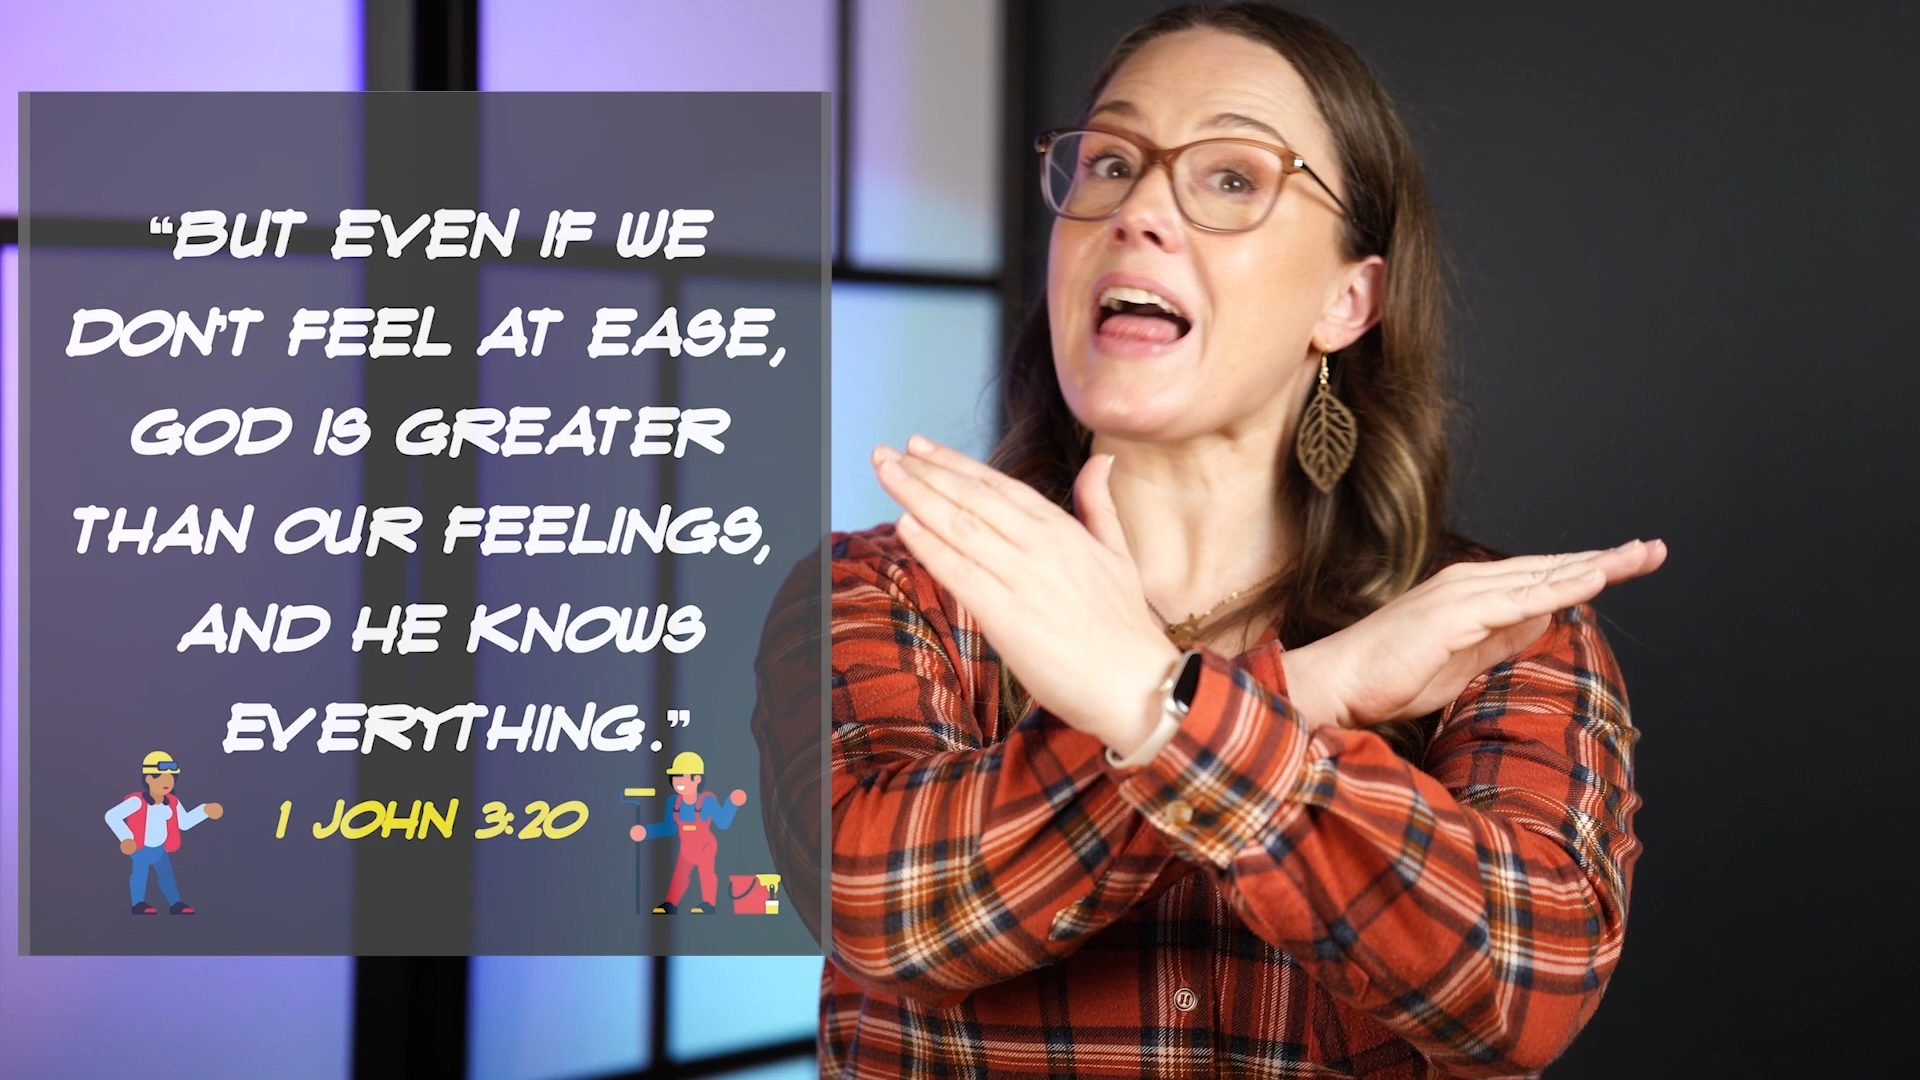 “BUT EVEN IF WE
DON'T FEEL AT EASE,
GOD IS GREATER
THAN OUR FEELINGS,
AND HE KNOWS
EVERYTHING.”
1 JOHN 3:20